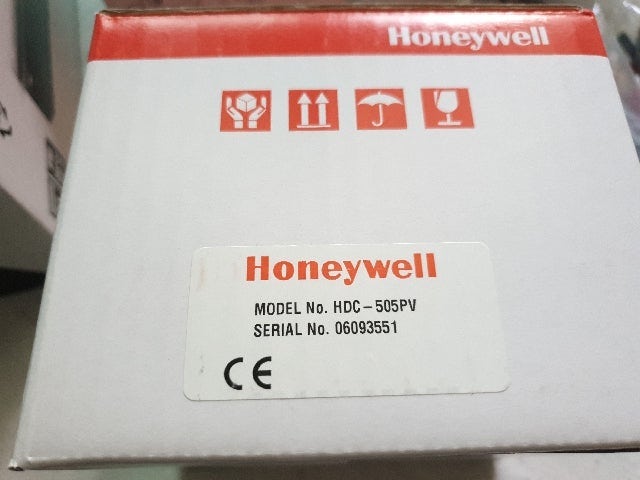 Honeywell
Honeywell
MODEL No. HDC-505PV
SERIAL No. 06093551
CE